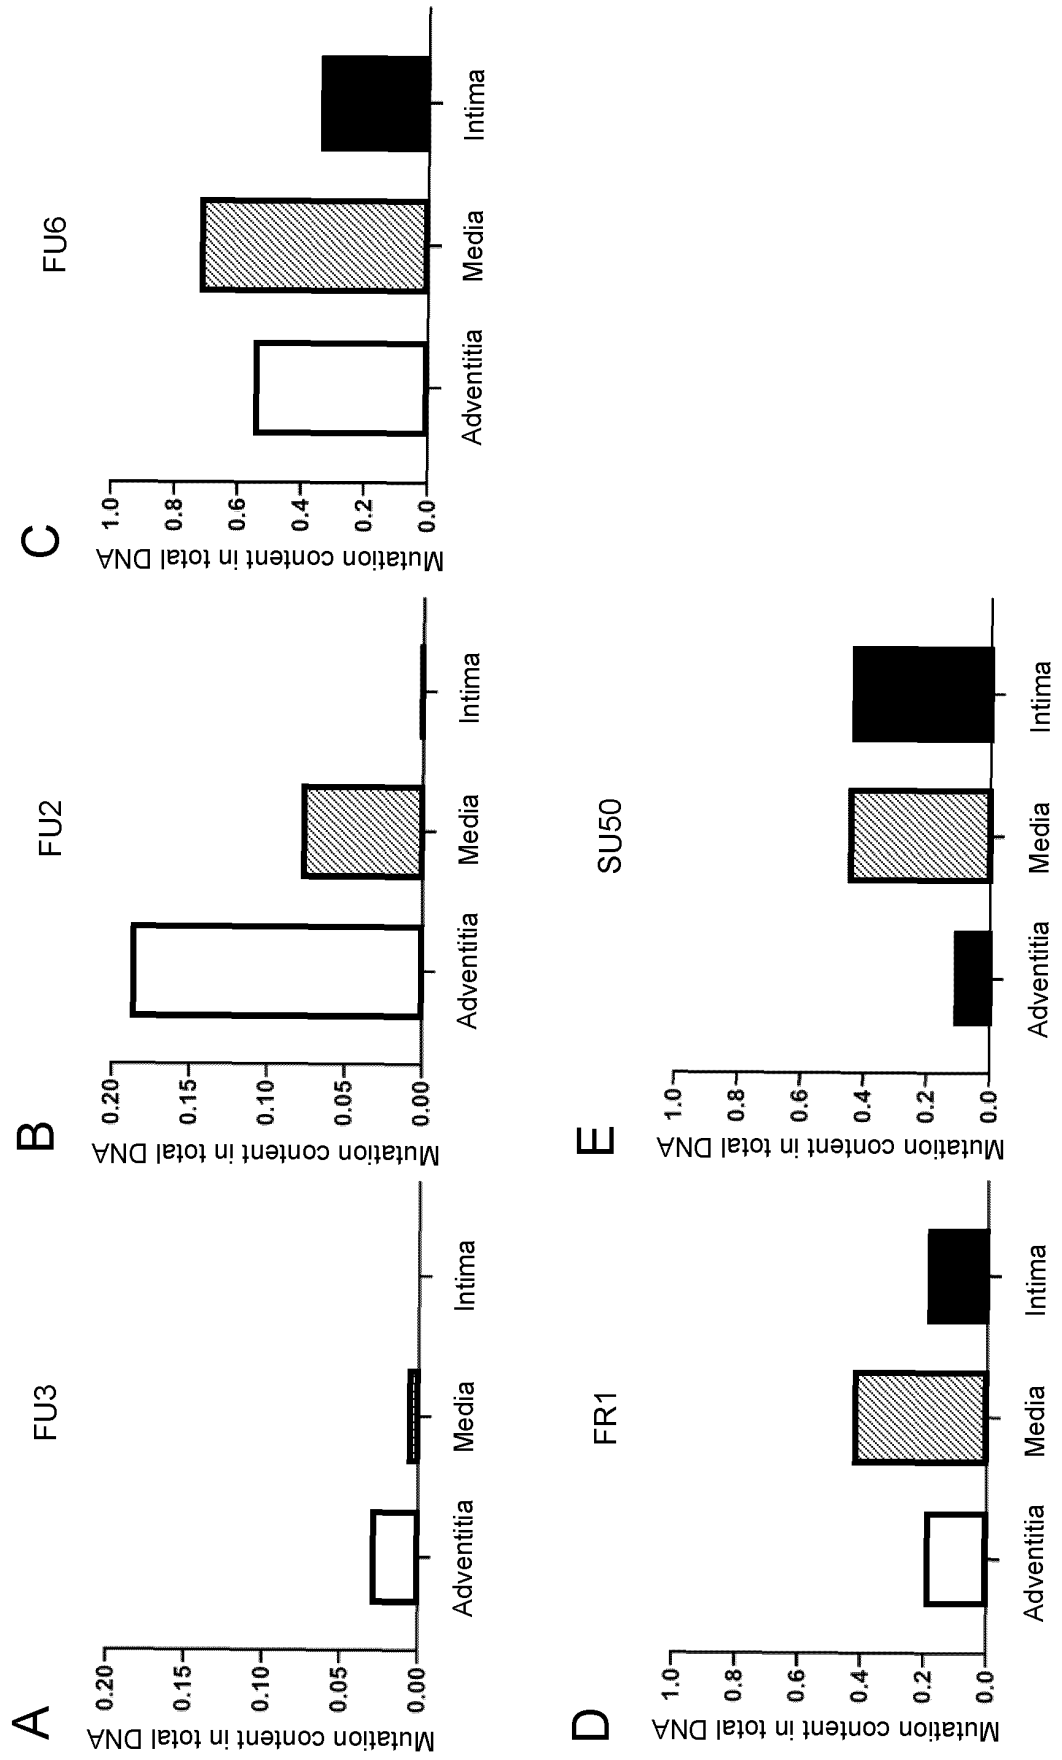 A
FU3
Mutation content in total DNA
0.20
0.15
0.10
0.05
0.00
Adventitia Media Intima
B
FU2
Mutation content in total DNA
0.20
0.15
0.10
0.05
0.00
Adventitia Media Intima
C
FU6
Mutation content in total DNA
1.0
0.8
0.6
0.4
0.2
0.0
Adventitia Media Intima
D
FR1
Mutation content in total DNA
1.0
0.8
0.6
0.4
0.2
0.0
Adventitia Media Intima
E
SU50
Mutation content in total DNA
1.0
0.8
0.6
0.4
0.2
0.0
Adventitia Media Intima